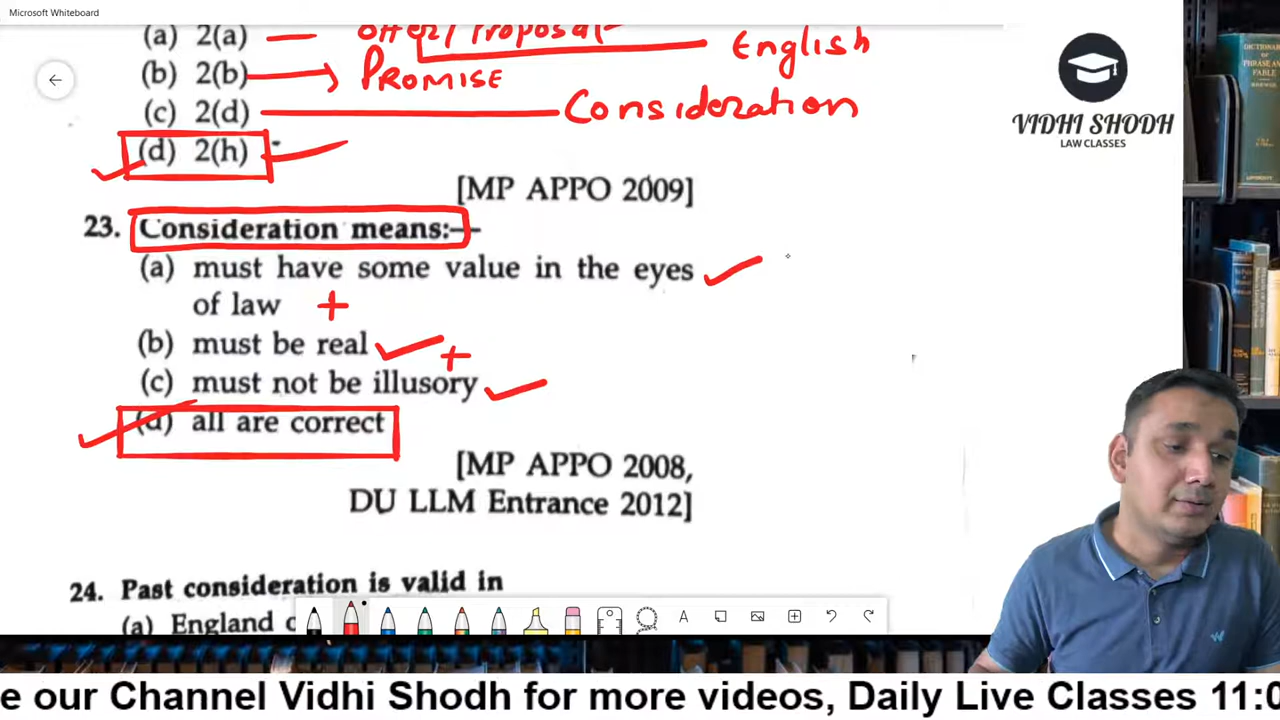 Microsoft Whiteboard
(a) 2(a) offer/Proposal
English
(b) 2(b) PROMISE
(c) 2(d) Consideration
(d) 2(h)
[MP APPO 2009]
VIDHI SHODH
LAW CLASSES
23. Consideration means:—
(a) must have some value in the eyes
of law +
(b) must be real
+
(c) must not be illusory
(d) all are correct
[MP APPO 2008,
DU LLM Entrance 2012]
24. Past consideration is valid in
(a) England
A
e our Channel Vidhi Shodh for more videos, Daily Live Classes 11:0